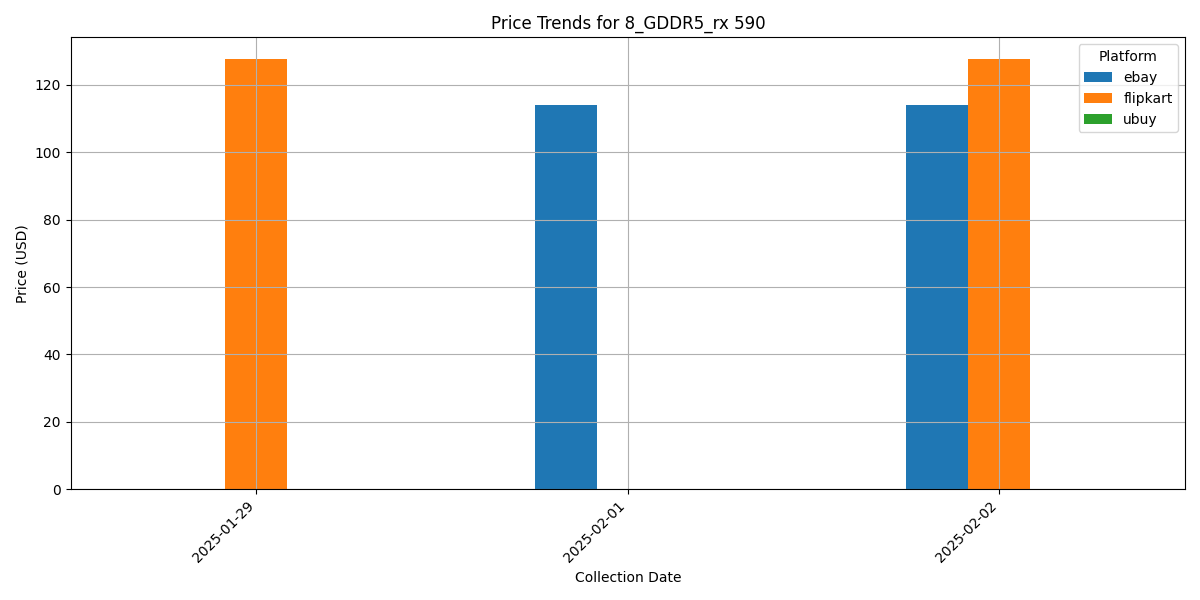 Price Trends for 8_GDDR5_rx 590
Platform
ebay
flipkart
ubuy
Price (USD)
120
100
80
60
40
20
0
2025-01-29
2025-02-01
2025-02-02
Collection Date